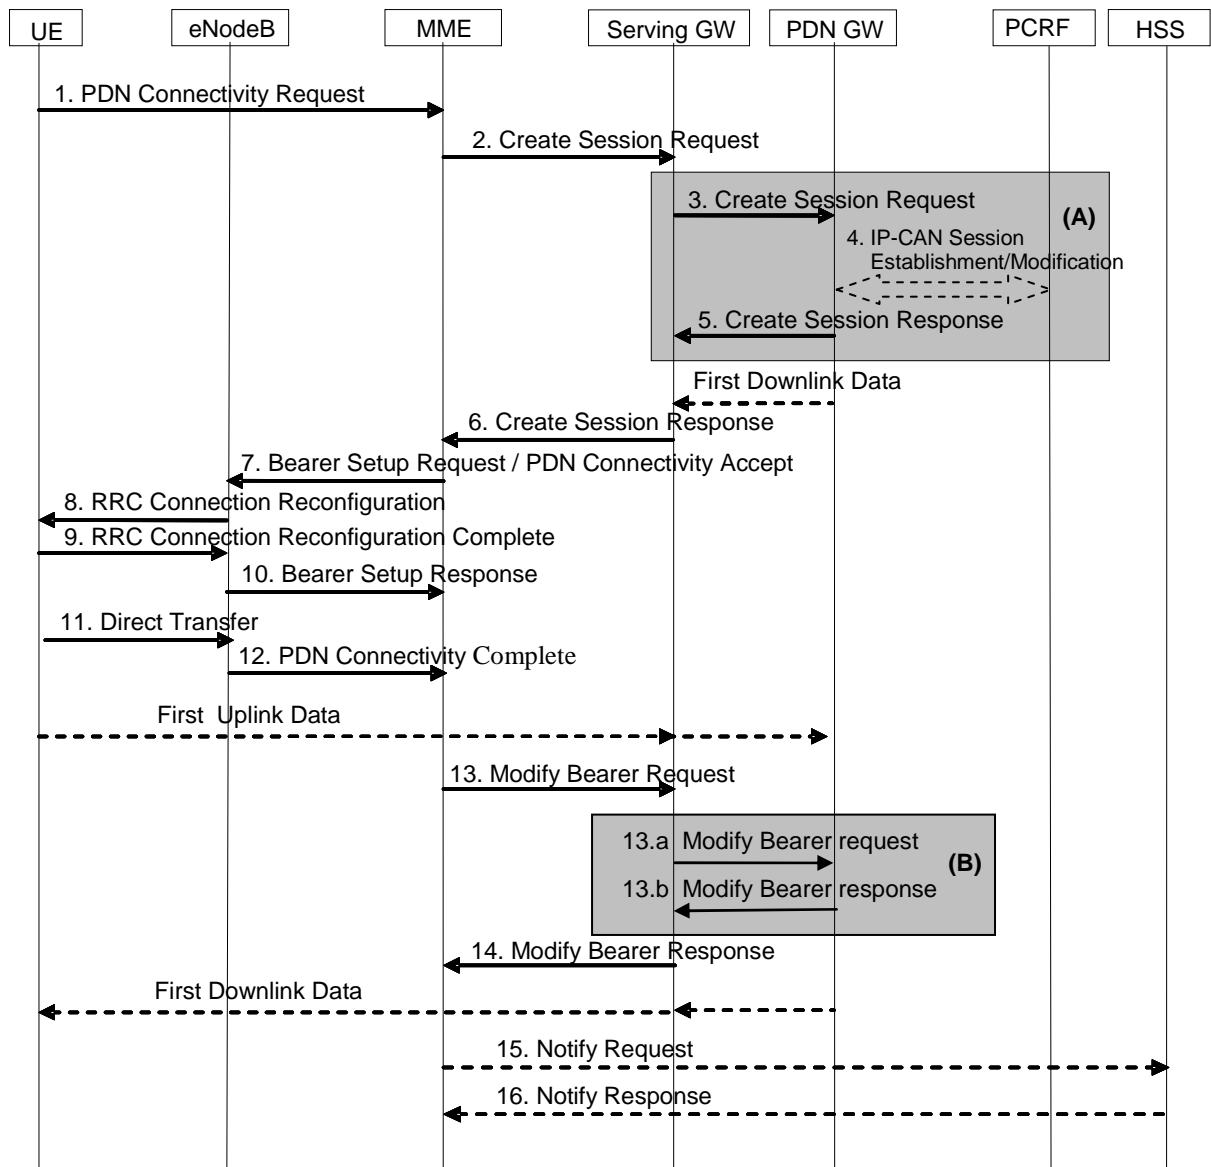 UE
eNodeB
MME
Serving GW
PDN GW
PCRF
HSS
1. PDN Connectivity Request
2. Create Session Request
3. Create Session Request
(A)
4. IP-CAN Session
Establishment/Modification
5. Create Session Response
First Downlink Data
6. Create Session Response
7. Bearer Setup Request / PDN Connectivity Accept
8. RRC Connection Reconfiguration
9. RRC Connection Reconfiguration Complete
10. Bearer Setup Response
11. Direct Transfer
12. PDN Connectivity Complete
First Uplink Data
13. Modify Bearer Request
13.a Modify Bearer request
(B)
13.b Modify Bearer response
14. Modify Bearer Response
First Downlink Data
15. Notify Request
16. Notify Response